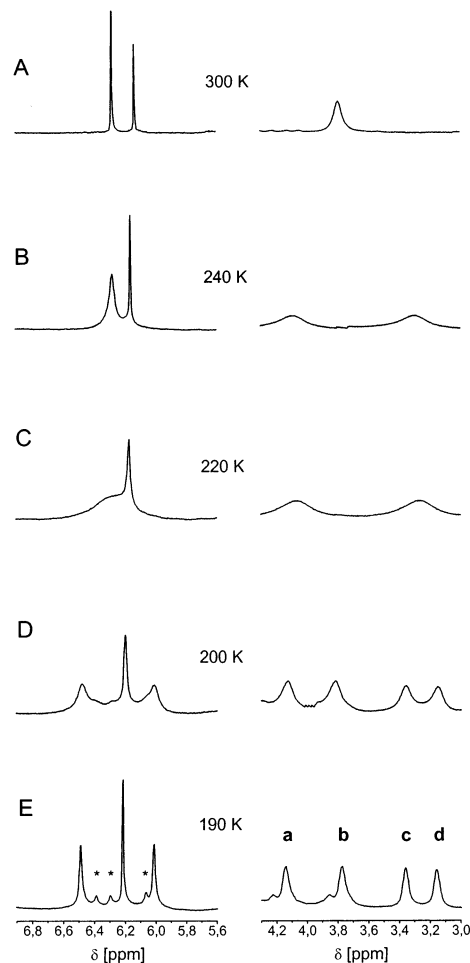 A
300 K
B
240 K
C
220 K
D
200 K
E
190 K
* * *
a b c d
6,8 6,6 6,4 6,2 6,0 5,8 5,6 4,2 4,0 3,8 3,6 3,4 3,2 3,0
δ [ppm] δ [ppm]